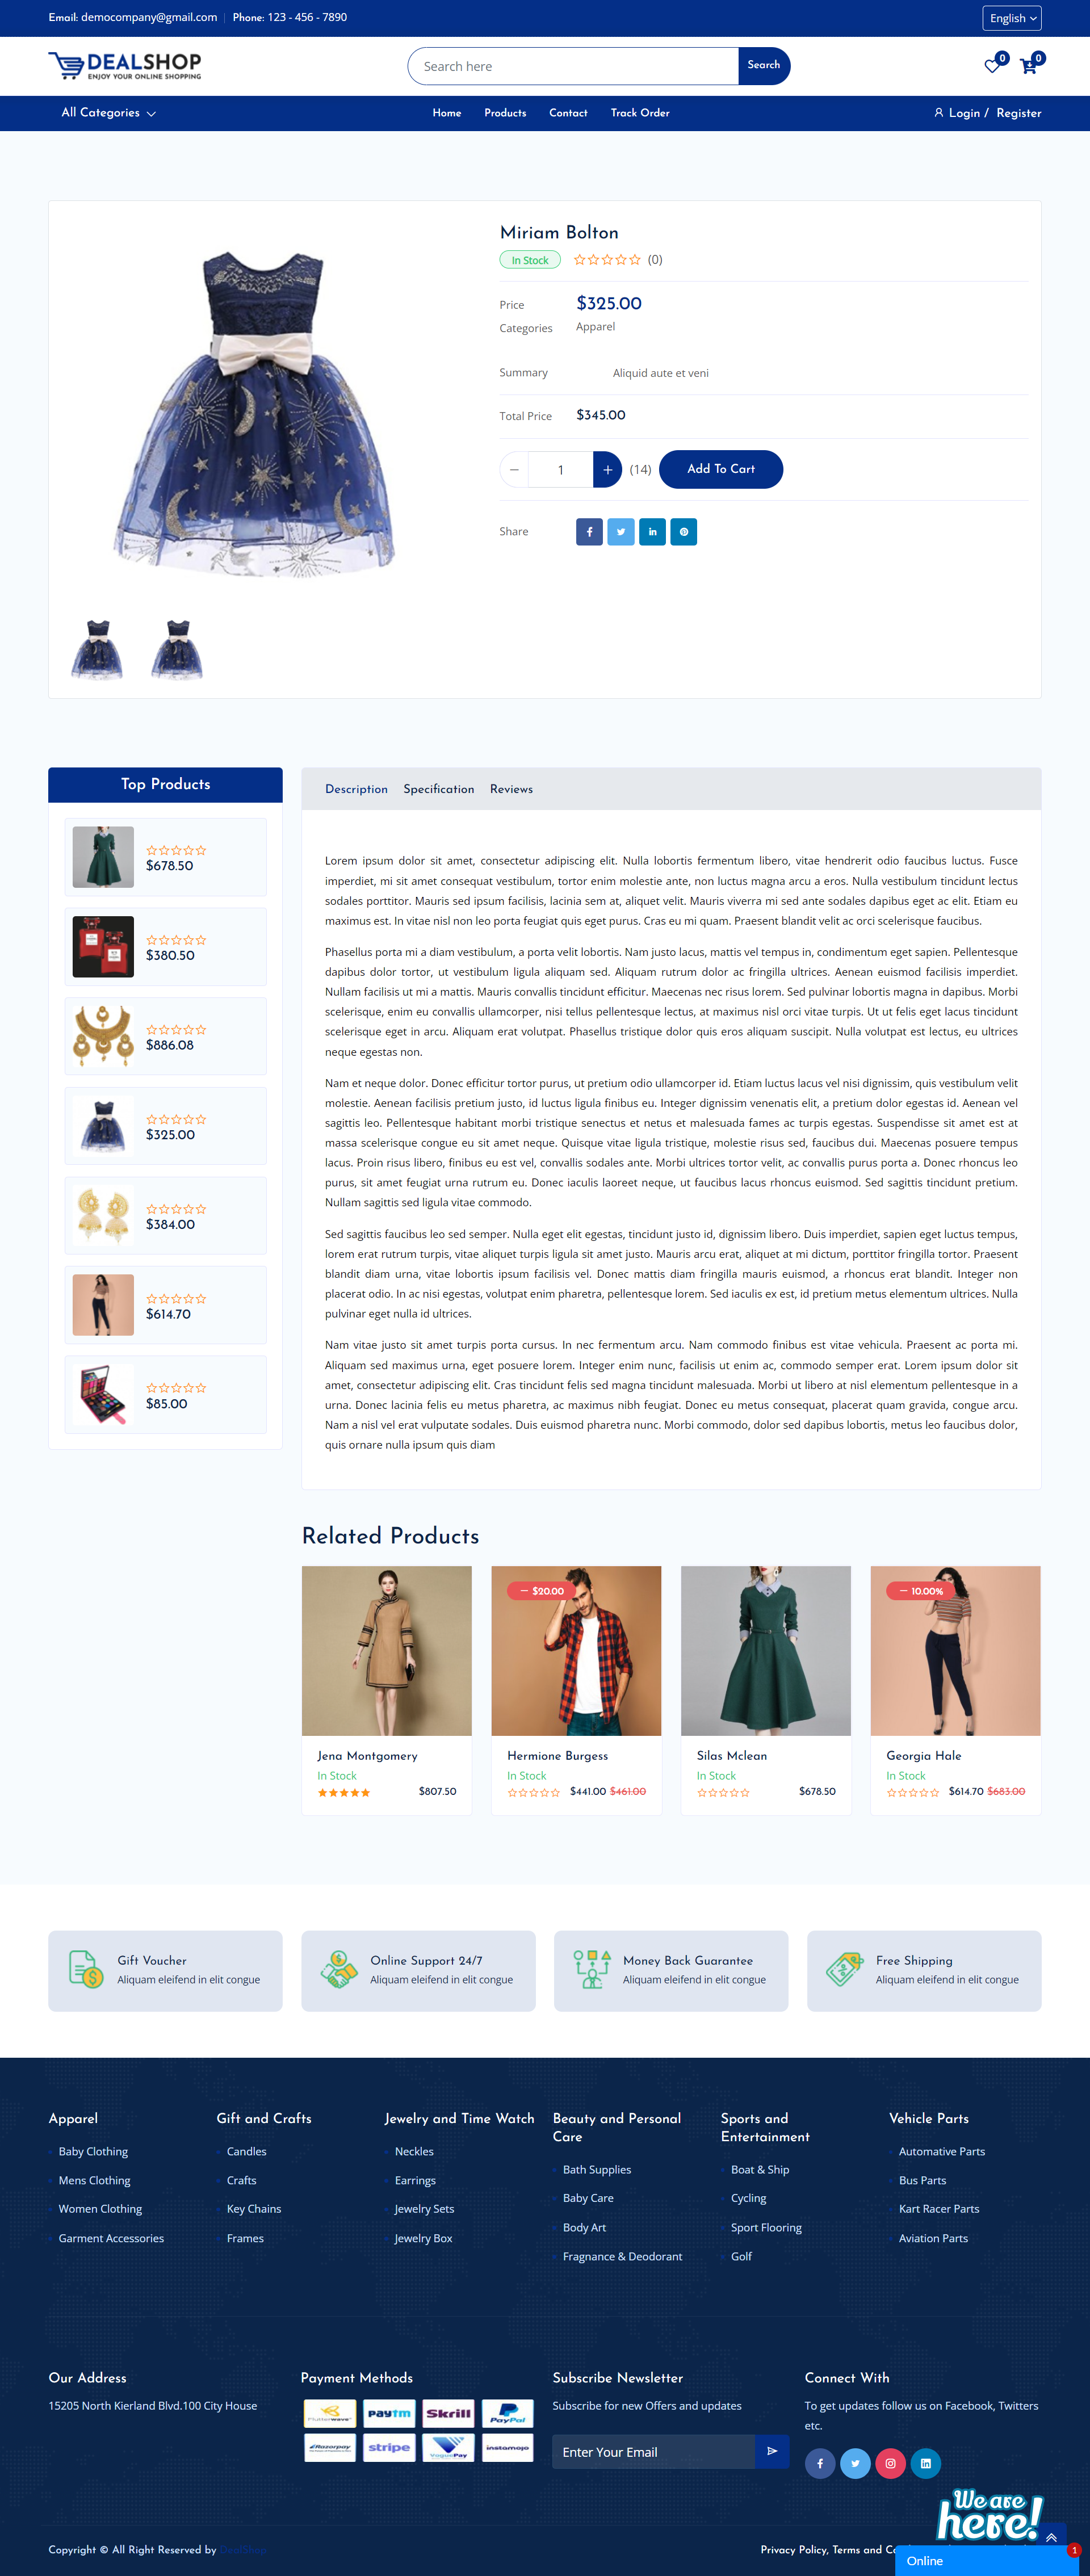 Email: democompany@gmail.com | Phone: 123 - 456 - 7890
English
DEALSHOP
ENJOY YOUR ONLINE SHOPPING
Search here
Search
0
0
All Categories
Home
Products
Contact
Track Order
Login / Register
Miriam Bolton
In Stock
(0)
Price $325.00
Categories Apparel
Summary Aliquid aute et veni
Total Price $345.00
− 1 + (14) Add To Cart
Share
Top Products
$678.50
$380.50
$886.08
$325.00
$384.00
$614.70
$85.00
Description Specification Reviews
Lorem ipsum dolor sit amet, consectetur adipiscing elit. Nulla lobortis fermentum libero, vitae hendrerit odio faucibus luctus. Fusce
imperdiet, mi sit amet consequat vestibulum, tortor enim molestie ante, non luctus magna arcu a eros. Nulla vestibulum tincidunt lectus
sodales porttitor. Mauris sed ipsum facilisis, lacinia sem at, aliquet velit. Mauris viverra mi sed ante sodales dapibus eget ac elit. Etiam eu
maximus est. In vitae nisl non leo porta feugiat quis eget purus. Cras eu mi quam. Praesent blandit velit ac orci scelerisque faucibus.
Phasellus porta mi a diam vestibulum, a porta velit lobortis. Nam justo lacus, mattis vel tempus in, condimentum eget sapien. Pellentesque
dapibus dolor tortor, ut vestibulum ligula aliquam sed. Aliquam rutrum dolor ac fringilla ultrices. Aenean euismod facilisis imperdiet.
Nullam facilisis ut mi a mattis. Mauris convallis tincidunt efficitur. Maecenas nec risus lorem. Sed pulvinar lobortis magna in dapibus. Morbi
scelerisque, enim eu convallis ullamcorper, nisi tellus pellentesque lectus, at maximus nisl orci vitae turpis. Ut ut felis eget lacus tincidunt
scelerisque eget in arcu. Aliquam erat volutpat. Phasellus tristique dolor quis eros aliquam suscipit. Nulla volutpat est lectus, eu ultrices
neque egestas non.
Nam et neque dolor. Donec efficitur tortor purus, ut pretium odio ullamcorper id. Etiam luctus lacus vel nisi dignissim, quis vestibulum velit
molestie. Aenean facilisis pretium justo, id luctus ligula finibus eu. Integer dignissim venenatis elit, a pretium dolor egestas id. Aenean vel
sagittis leo. Pellentesque habitant morbi tristique senectus et netus et malesuada fames ac turpis egestas. Suspendisse sit amet est at
massa scelerisque congue eu sit amet neque. Quisque vitae ligula tristique, molestie risus sed, faucibus dui. Maecenas posuere tempus
lacus. Proin risus libero, finibus eu est vel, convallis sodales ante. Morbi ultrices tortor velit, ac convallis purus porta a. Donec rhoncus leo
purus, sit amet feugiat urna rutrum eu. Donec iaculis laoreet neque, ut faucibus lacus rhoncus euismod. Sed sagittis tincidunt pretium.
Nullam sagittis sed ligula vitae commodo.
Sed sagittis faucibus leo sed semper. Nulla eget elit egestas, tincidunt justo id, dignissim libero. Duis imperdiet, sapien eget luctus tempus,
lorem erat rutrum turpis, vitae aliquet turpis ligula sit amet justo. Mauris arcu erat, aliquet at mi dictum, porttitor fringilla tortor. Praesent
blandit diam urna, vitae lobortis ipsum facilisis vel. Donec mattis diam fringilla mauris euismod, a rhoncus erat blandit. Integer non
placerat odio. In ac nisi egestas, volutpat enim pharetra, pellentesque lorem. Sed iaculis ex est, id pretium metus elementum ultrices. Nulla
pulvinar eget nulla id ultrices.
Nam vitae justo sit amet turpis porta cursus. In nec fermentum arcu. Nam commodo finibus est vitae vehicula. Praesent ac porta mi.
Aliquam sed maximus urna, eget posuere lorem. Integer enim nunc, facilisis ut enim ac, commodo semper erat. Lorem ipsum dolor sit
amet, consectetur adipiscing elit. Cras tincidunt felis sed magna tincidunt malesuada. Morbi ut libero at nisl elementum pellentesque in a
urna. Donec lacinia felis eu metus pharetra, ac maximus nibh feugiat. Donec eu metus consequat, placerat quam gravida, congue arcu.
Nam a nisl vel erat vulputate sodales. Duis euismod pharetra nunc. Morbi commodo, dolor sed dapibus lobortis, metus leo faucibus dolor,
quis ornare nulla ipsum quis diam
Related Products
− $20.00
− 10.00%
Jena Montgomery
In Stock
$807.50
Hermione Burgess
In Stock
$441.00 $461.00
Silas Mclean
In Stock
$678.50
Georgia Hale
In Stock
$614.70 $683.00
Gift Voucher
Aliquam eleifend in elit congue
Online Support 24/7
Aliquam eleifend in elit congue
Money Back Guarantee
Aliquam eleifend in elit congue
Free Shipping
Aliquam eleifend in elit congue
Apparel
Baby Clothing
Mens Clothing
Women Clothing
Garment Accessories
Gift and Crafts
Candles
Crafts
Key Chains
Frames
Jewelry and Time Watch
Neckles
Earrings
Jewelry Sets
Jewelry Box
Beauty and Personal
Care
Bath Supplies
Baby Care
Body Art
Fragnance & Deodorant
Sports and
Entertainment
Boat & Ship
Cycling
Sport Flooring
Golf
Vehicle Parts
Automative Parts
Bus Parts
Kart Racer Parts
Aviation Parts
Our Address
15205 North Kierland Blvd.100 City House
Payment Methods
Flutterwave
paytm
Skrill
PayPal
Razorpay
stripe
VoguePay
instamojo
Subscribe Newsletter
Subscribe for new Offers and updates
Enter Your Email
Connect With
To get updates follow us on Facebook, Twitters
etc.
We are
here!
Copyright © All Right Reserved by DealShop
Privacy Policy, Terms and Co
1
Online